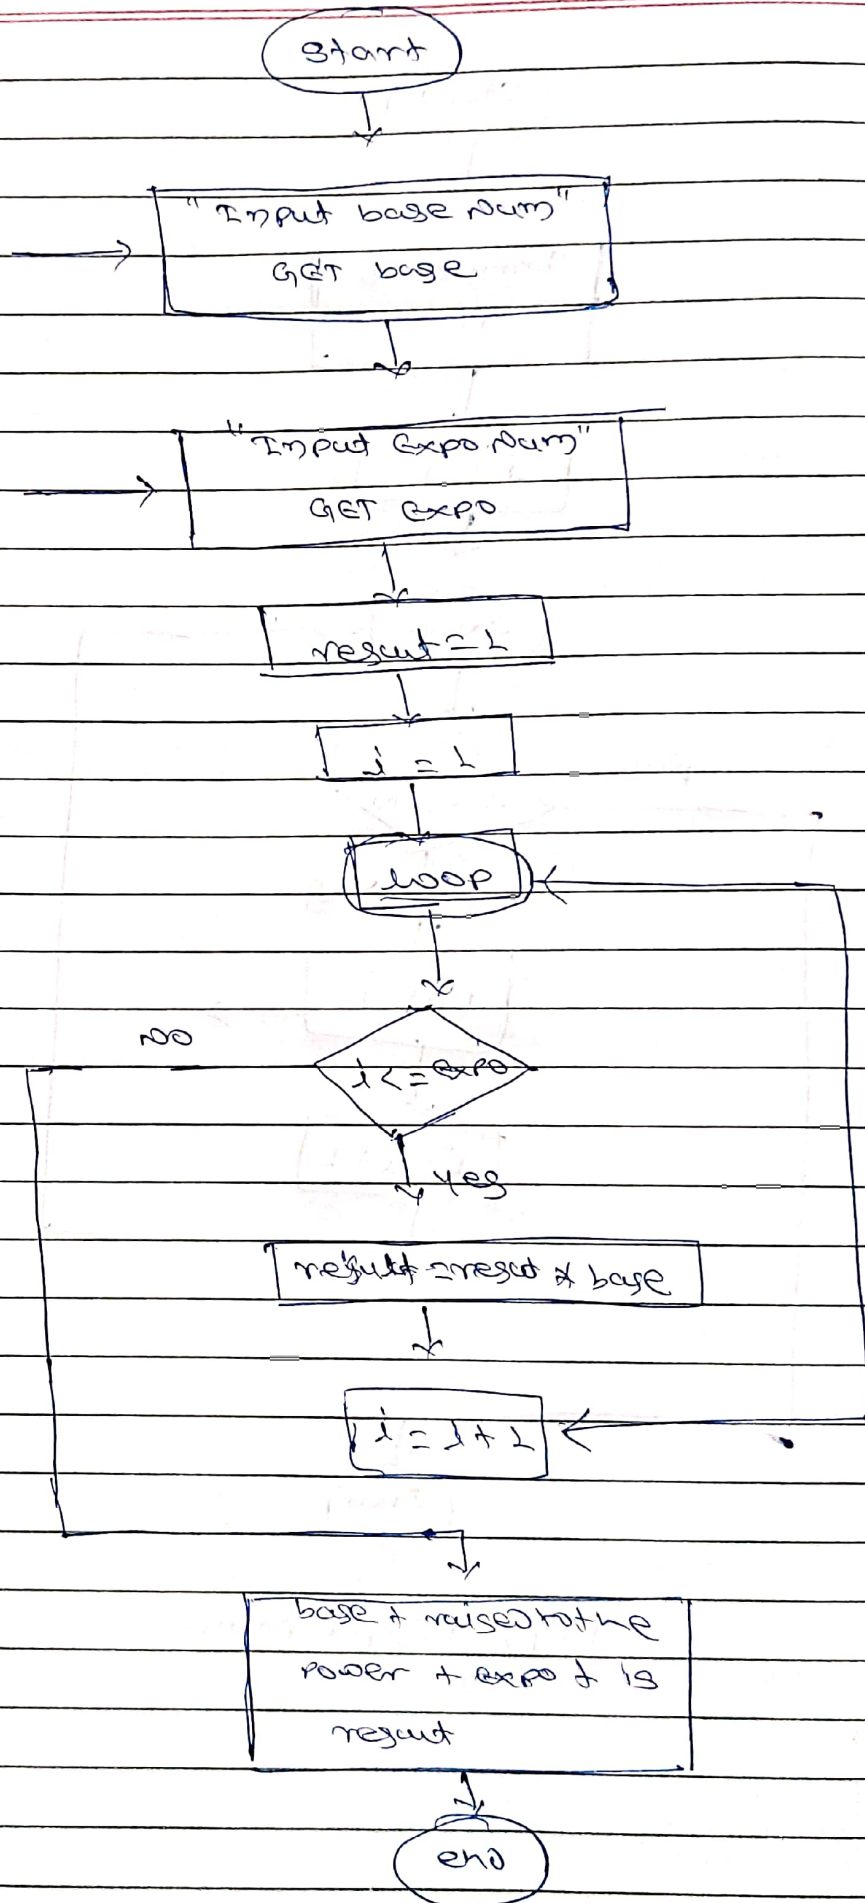 Start
"Input base Num"
GET base
"Input Expo Num"
GET Expo
result = 1
i = 1
loop
NO
i <= expo
yes
result = result * base
i = i + 1
base + raised to the
power + expo + is
result
end